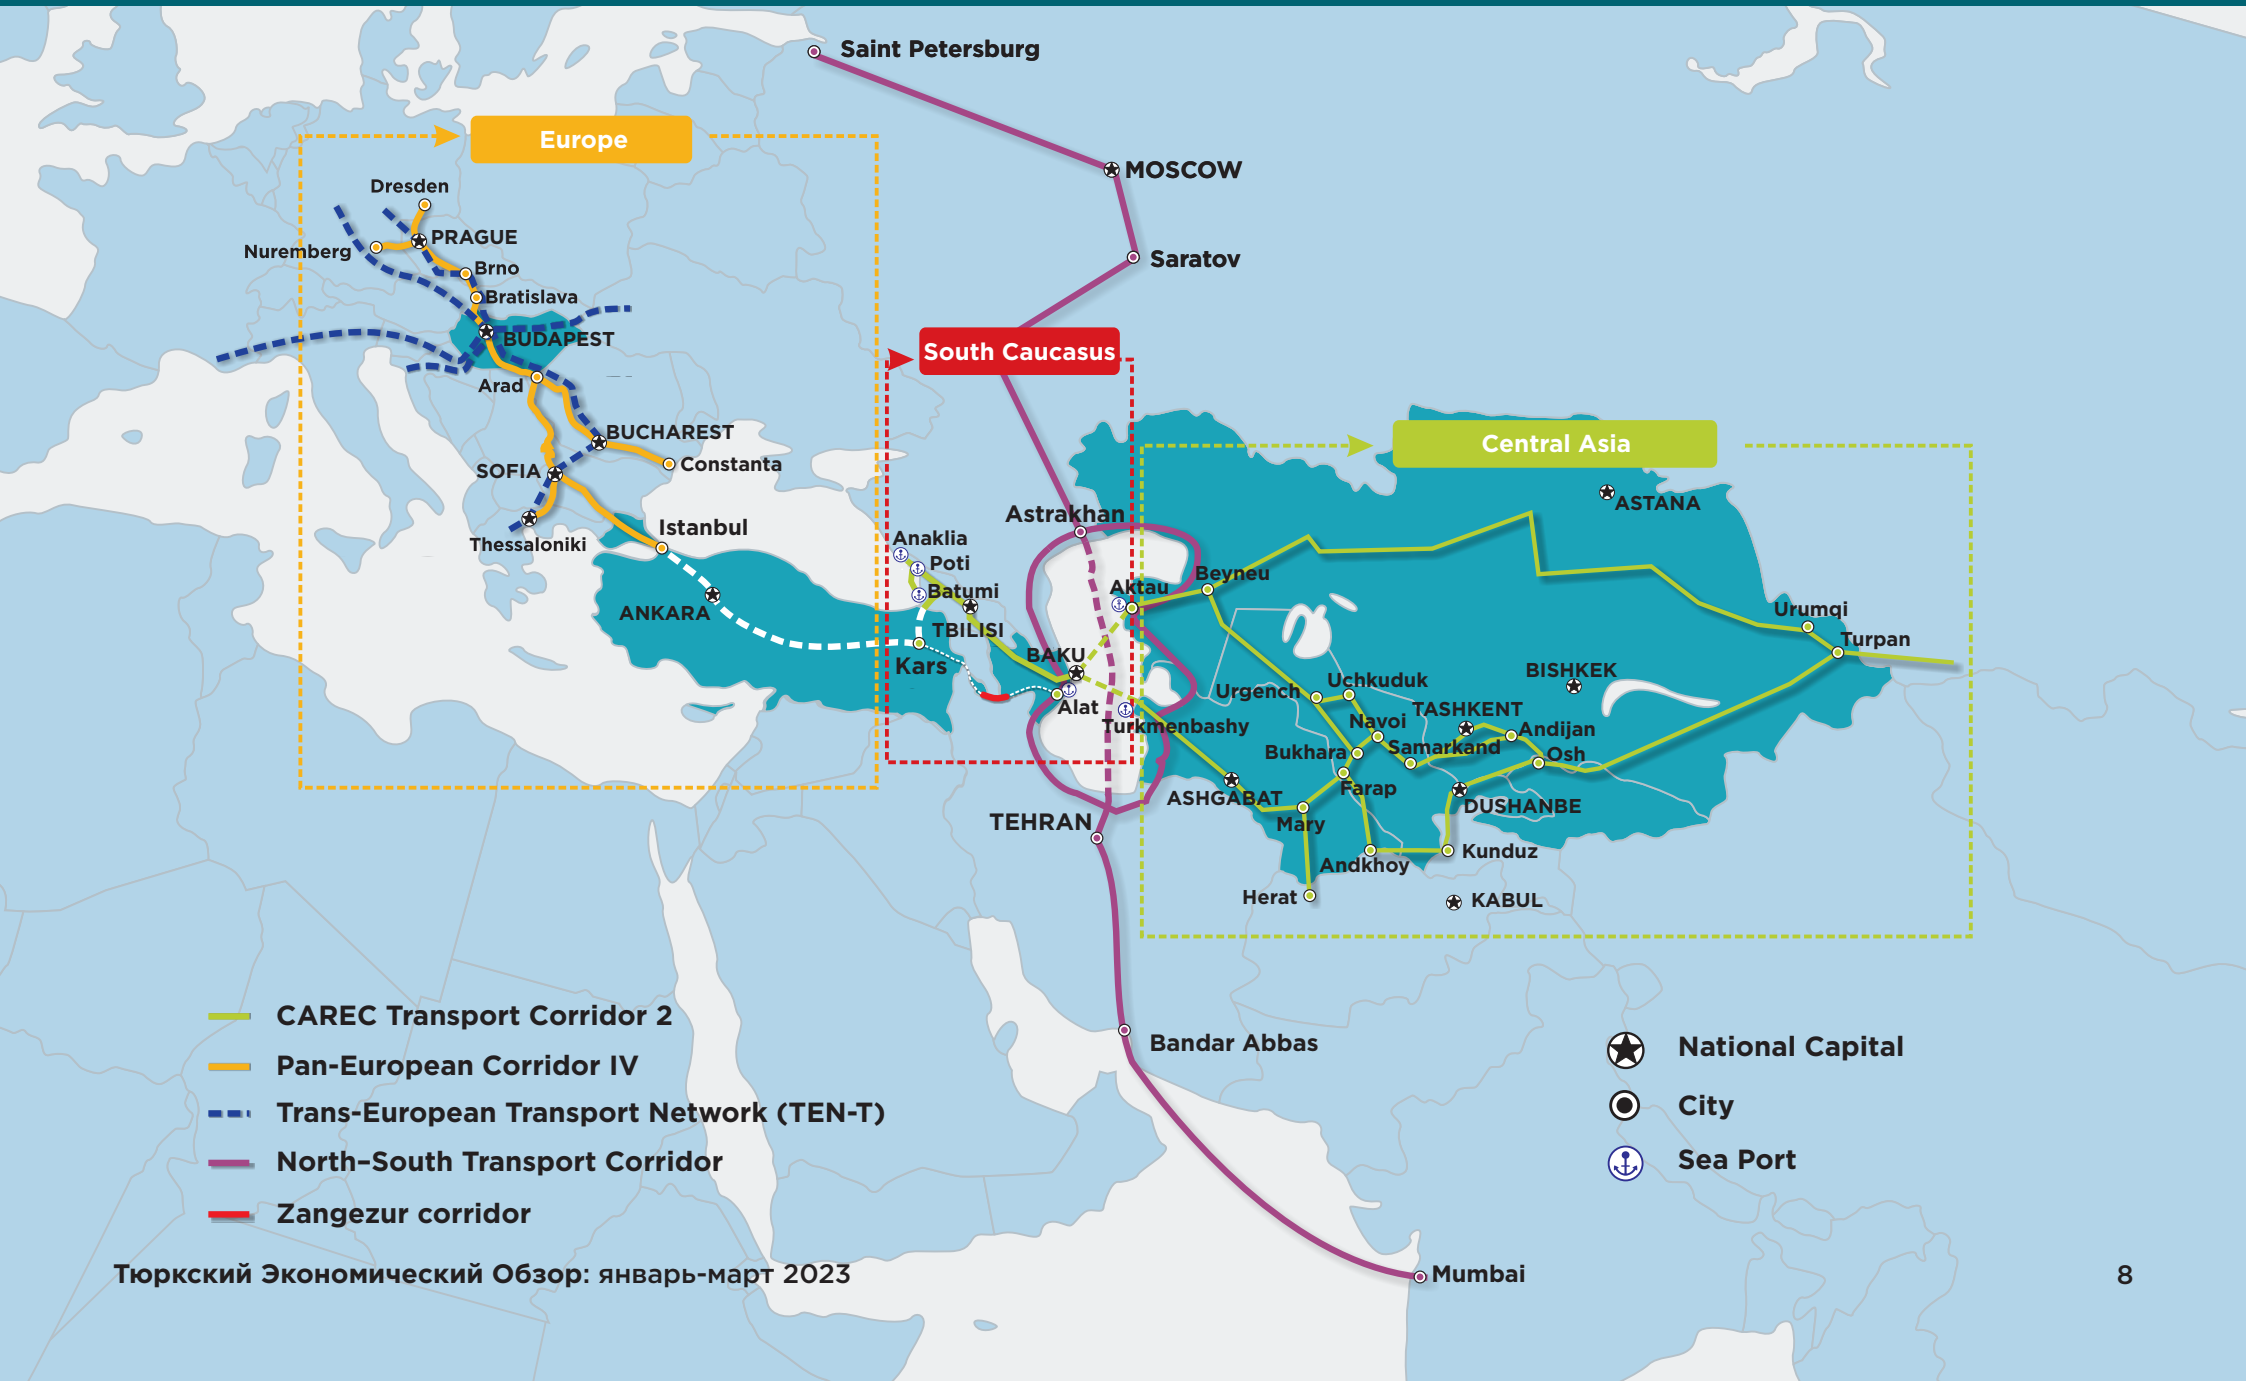 Saint Petersburg
MOSCOW
Saratov
Europe
Dresden
PRAGUE
Nuremberg
Brno
Bratislava
BUDAPEST
Arad
BUCHAREST
Constanta
SOFIA
Thessaloniki
Istanbul
ANKARA
South Caucasus
Astrakhan
Anaklia
Poti
Batumi
TBILISI
Kars
BAKU
Alat
Aktau
Turkmenbashy
TEHRAN
Central Asia
ASTANA
Beyneu
Urumqi
Turpan
BISHKEK
Uchkuduk
Urgench
TASHKENT
Navoi
Andijan
Bukhara
Samarkand
Osh
Farap
ASHGABAT
DUSHANBE
Mary
Andkhoy
Kunduz
Herat
KABUL
Bandar Abbas
Mumbai
CAREC Transport Corridor 2
Pan-European Corridor IV
Trans-European Transport Network (TEN-T)
North–South Transport Corridor
Zangezur corridor
National Capital
City
Sea Port
Тюркский Экономический Обзор: январь-март 2023
8